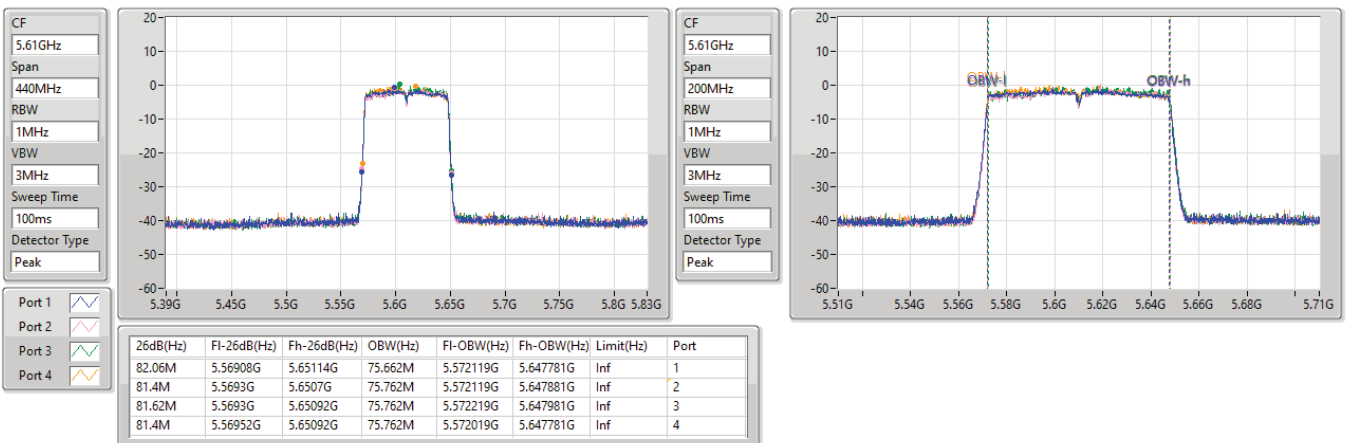 CF
5.61GHz
Span
440MHz
RBW
1MHz
VBW
3MHz
Sweep Time
100ms
Detector Type
Peak
20
10
0
-10
-20
-30
-40
-50
-60
5.39G 5.45G 5.5G 5.55G 5.6G 5.65G 5.7G 5.75G 5.8G 5.83G
CF
5.61GHz
Span
200MHz
RBW
1MHz
VBW
3MHz
Sweep Time
100ms
Detector Type
Peak
20
10
0
-10
-20
-30
-40
-50
-60
OBW-l OBW-h
5.51G 5.54G 5.56G 5.58G 5.6G 5.62G 5.64G 5.66G 5.68G 5.71G
Port 1
Port 2
Port 3
Port 4
26dB(Hz) Fl-26dB(Hz) Fh-26dB(Hz) OBW(Hz) Fl-OBW(Hz) Fh-OBW(Hz) Limit(Hz) Port
82.06M 5.56908G 5.65114G 75.662M 5.572119G 5.647781G Inf 1
81.4M 5.5693G 5.6507G 75.762M 5.572119G 5.647881G Inf 2
81.62M 5.5693G 5.65092G 75.762M 5.572219G 5.647981G Inf 3
81.4M 5.56952G 5.65092G 75.762M 5.572019G 5.647781G Inf 4